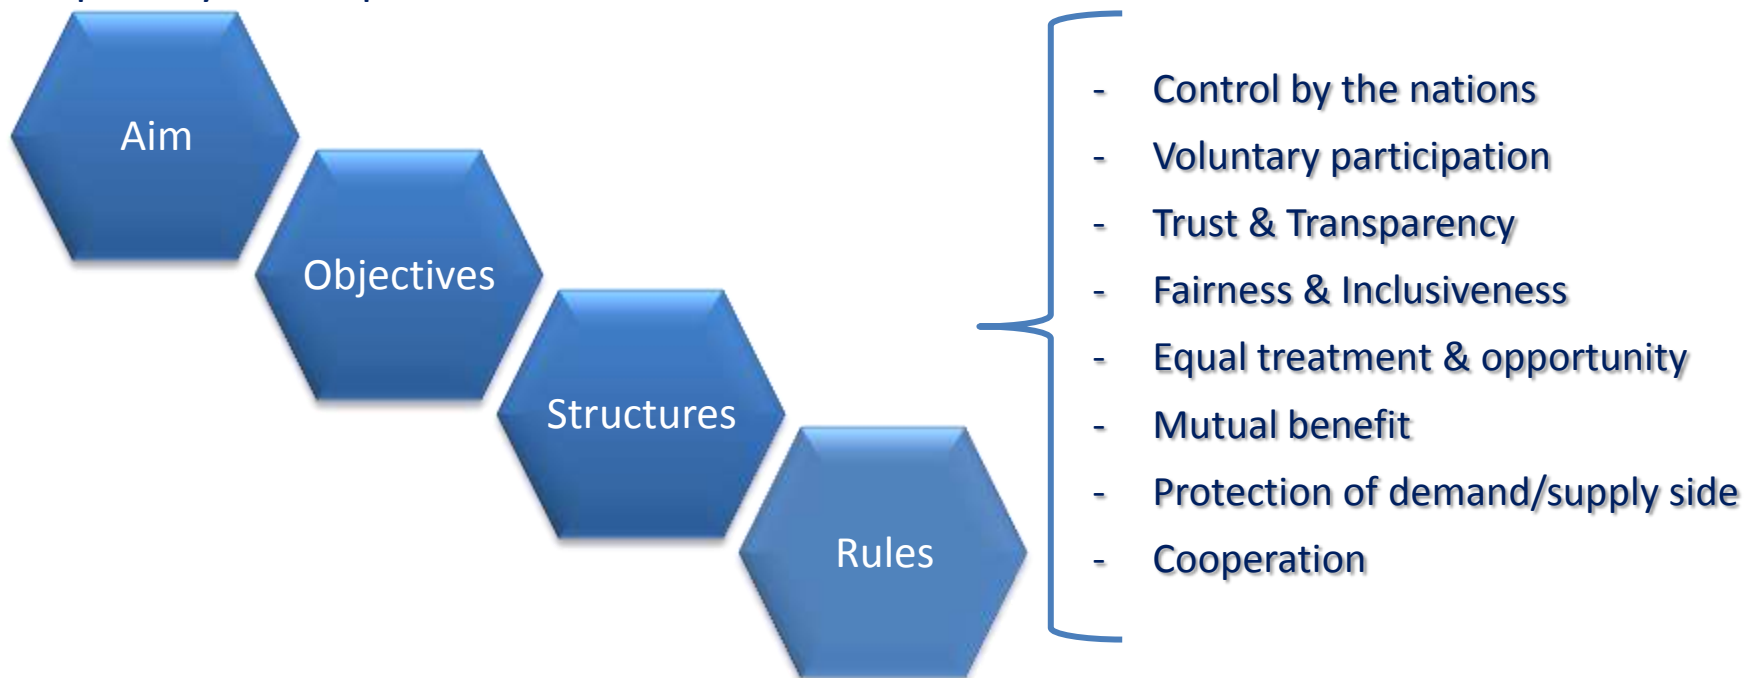 Aim
Objectives
Structures
Rules
- Control by the nations
- Voluntary participation
- Trust & Transparency
- Fairness & Inclusiveness
- Equal treatment & opportunity
- Mutual benefit
- Protection of demand/supply side
- Cooperation